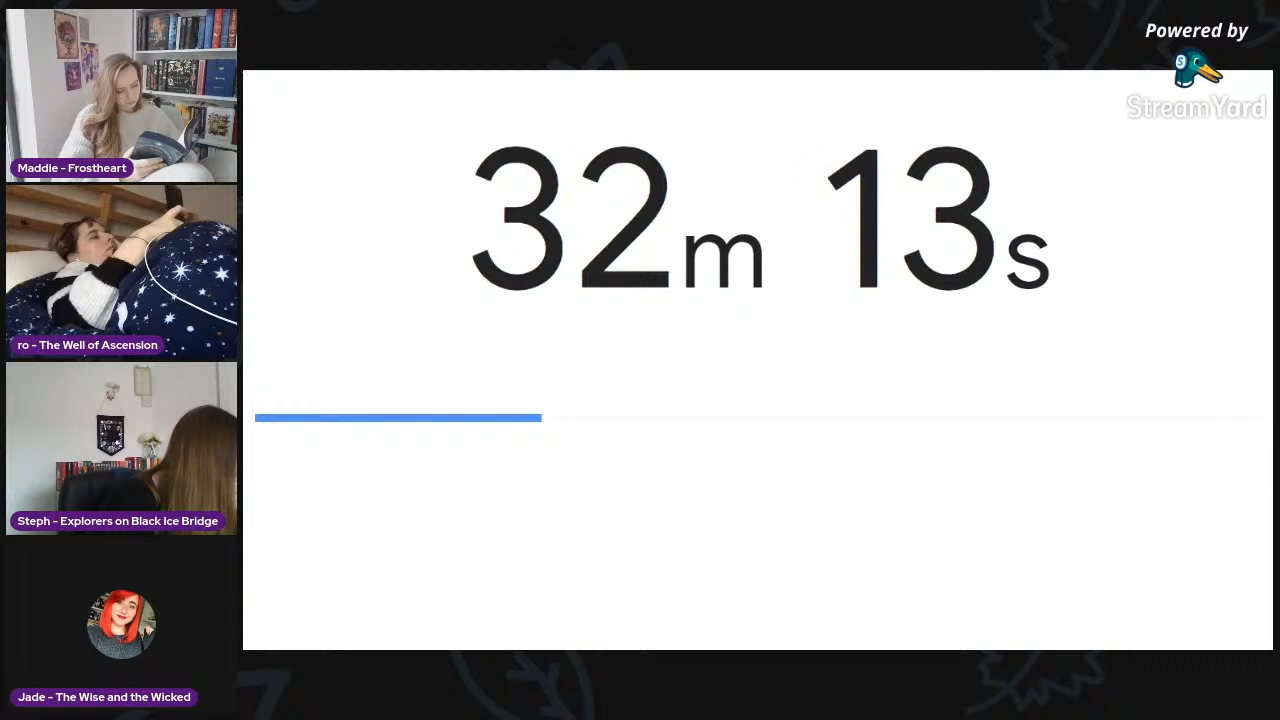 Powered by
StreamYard
32m 13s
Maddie - Frostheart
ro - The Well of Ascension
Steph - Explorers on Black Ice Bridge
Jade - The Wise and the Wicked